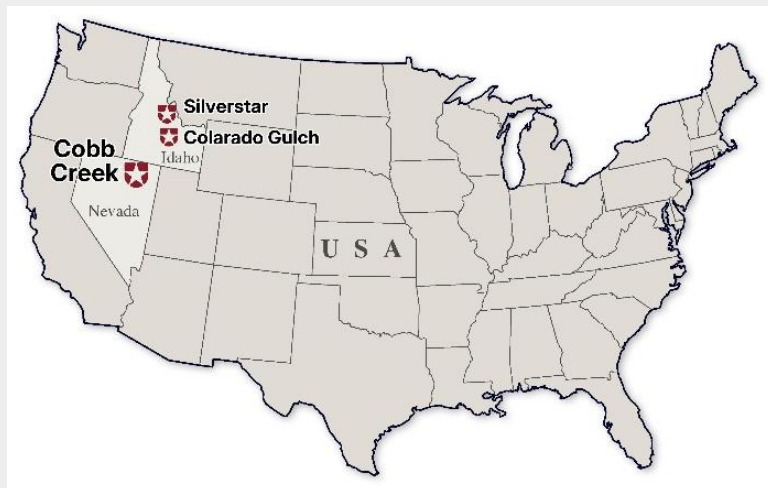 Silverstar
Colarado Gulch
Idaho
Cobb
Creek
Nevada
U S A